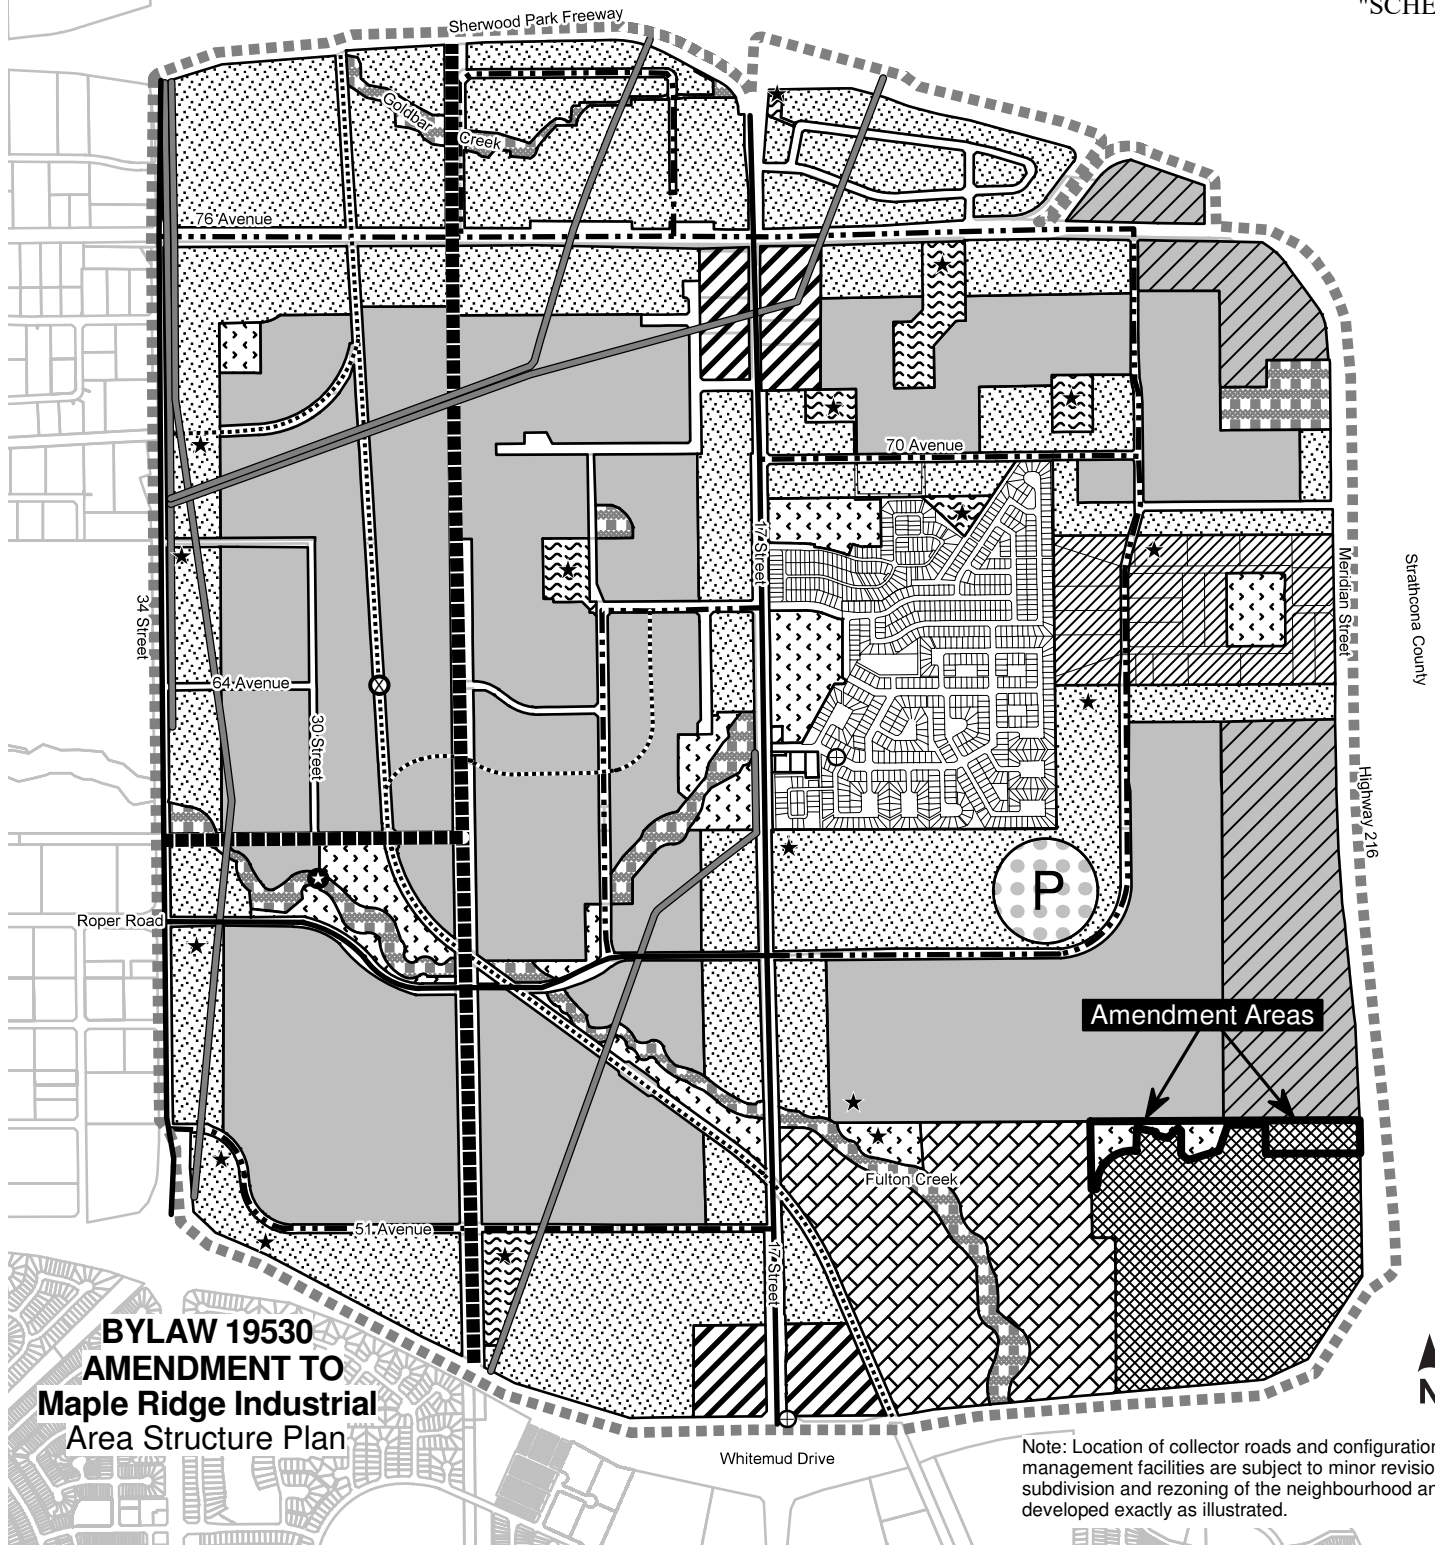 "SCHE
Sherwood Park Freeway
Goldbar
Creek
76 Avenue
70 Avenue
17 Street
34 Street
Meridian Street
Strathcona County
64 Avenue
30 Street
Highway 216
P
Roper Road
Amendment Areas
Fulton Creek
51 Avenue
17 Street
BYLAW 19530
AMENDMENT TO
Maple Ridge Industrial
Area Structure Plan
Whitemud Drive
N
Note: Location of collector roads and configuration
management facilities are subject to minor revisio
subdivision and rezoning of the neighbourhood an
developed exactly as illustrated.